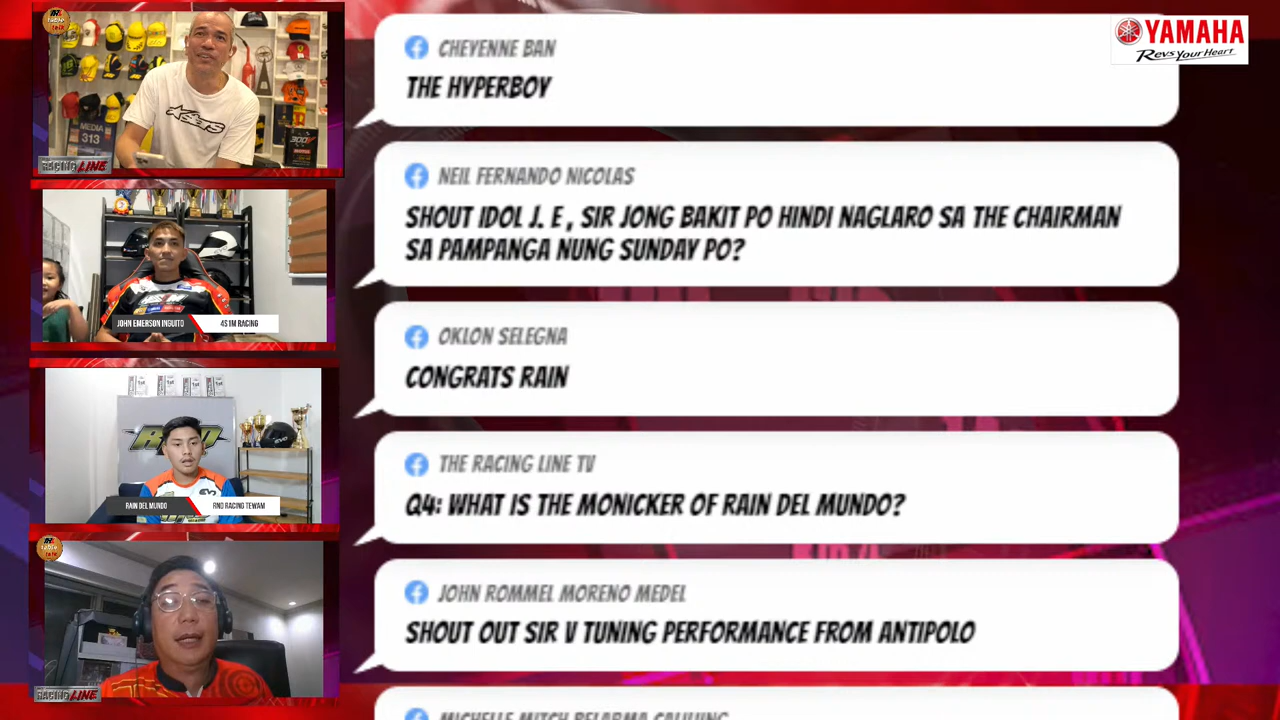 MEDIA
313
300V
RACING LINE
JOHN EMERSON INGUITO
4S1M RACING
RAIN DEL MUNDO
RND RACING TEWAM
RACING LINE
CHEYENNE BAN
THE HYPERBOY
NEIL FERNANDO NICOLAS
SHOUT IDOL J. E , SIR JONG BAKIT PO HINDI NAGLARO SA THE CHAIRMAN
SA PAMPANGA NUNG SUNDAY PO?
OKLON SELEGNA
CONGRATS RAIN
THE RACING LINE TV
Q4: WHAT IS THE MONICKER OF RAIN DEL MUNDO?
JOHN ROMMEL MORENO MEDEL
SHOUT OUT SIR V TUNING PERFORMANCE FROM ANTIPOLO
YAMAHA
Revs Your Heart